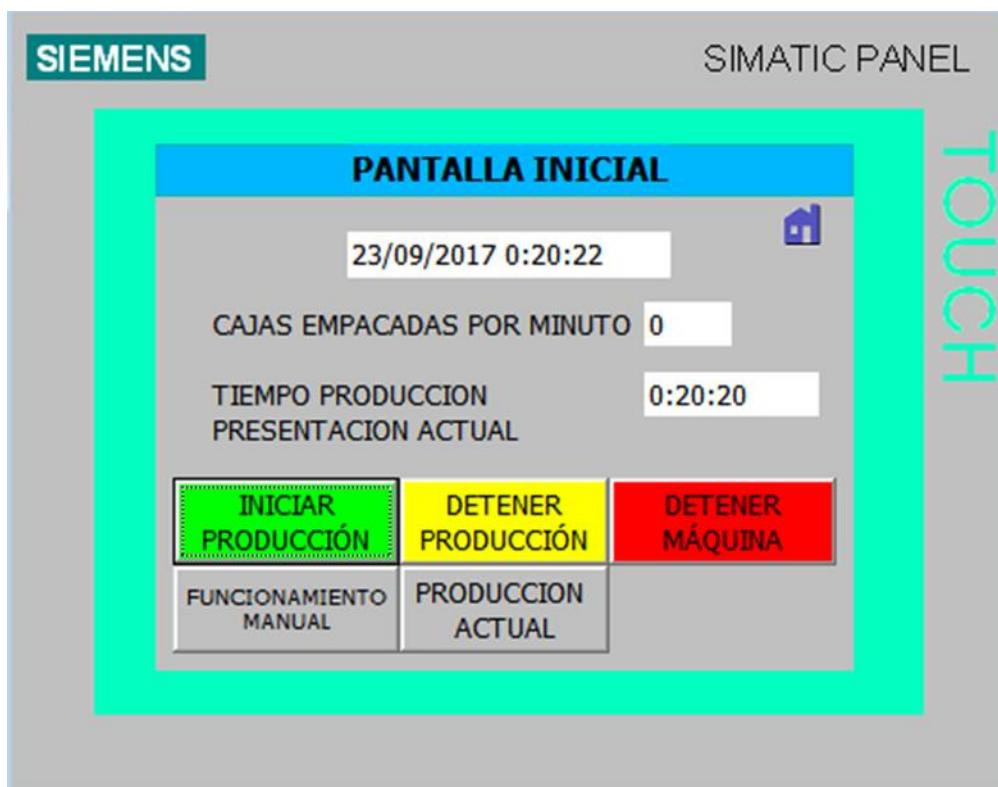 SIEMENS
SIMATIC PANEL
TOUCH
PANTALLA INICIAL
23/09/2017 0:20:22
CAJAS EMPACADAS POR MINUTO 0
TIEMPO PRODUCCION 0:20:20
PRESENTACION ACTUAL
INICIAR
PRODUCCIÓN
DETENER
PRODUCCIÓN
DETENER
MÁQUINA
FUNCIONAMIENTO
MANUAL
PRODUCCION
ACTUAL